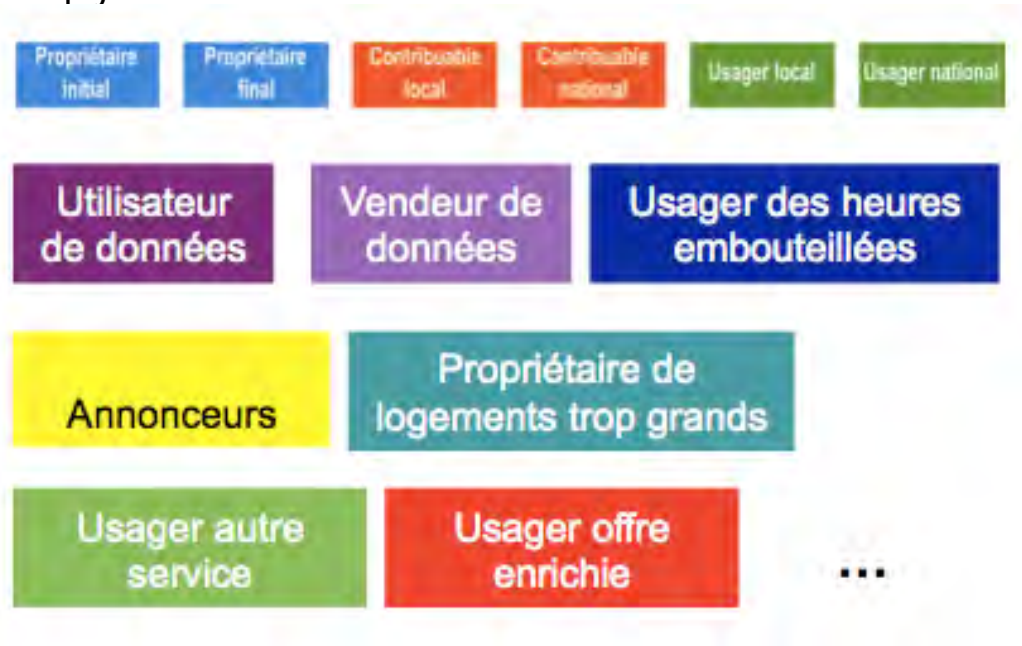 Propriétaire
initial
Propriétaire
final
Contribuable
local
Contribuable
national
Usager local
Usager national
Utilisateur
de données
Vendeur de
données
Usager des heures
embouteillées
Annonceurs
Propriétaire de
logements trop grands
Usager autre
service
Usager offre
enrichie
...